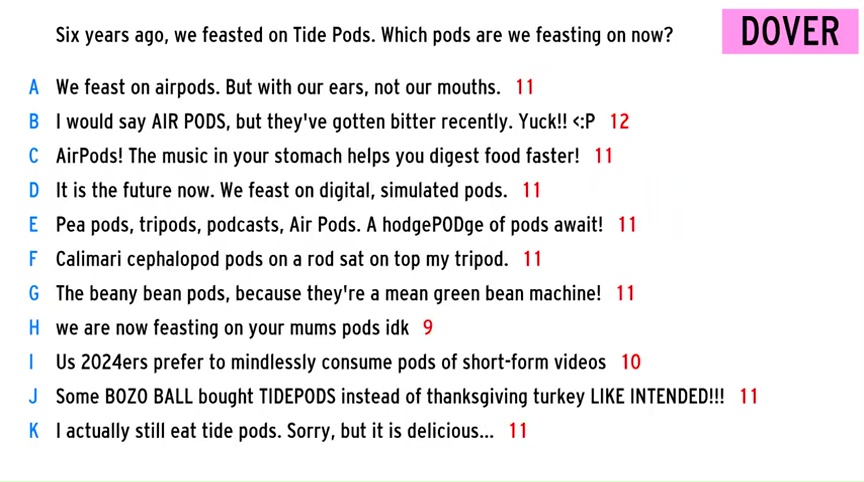 Six years ago, we feasted on Tide Pods. Which pods are we feasting on now?
DOVER
A We feast on airpods. But with our ears, not our mouths. 11
B I would say AIR PODS, but they've gotten bitter recently. Yuck!! <:P 12
C AirPods! The music in your stomach helps you digest food faster! 11
D It is the future now. We feast on digital, simulated pods. 11
E Pea pods, tripods, podcasts, Air Pods. A hodgePODge of pods await! 11
F Calimari cephalopod pods on a rod sat on top my tripod. 11
G The beany bean pods, because they're a mean green bean machine! 11
H we are now feasting on your mums pods idk 9
I Us 2024ers prefer to mindlessly consume pods of short-form videos 10
J Some BOZO BALL bought TIDEPODS instead of thanksgiving turkey LIKE INTENDED!!! 11
K I actually still eat tide pods. Sorry, but it is delicious... 11